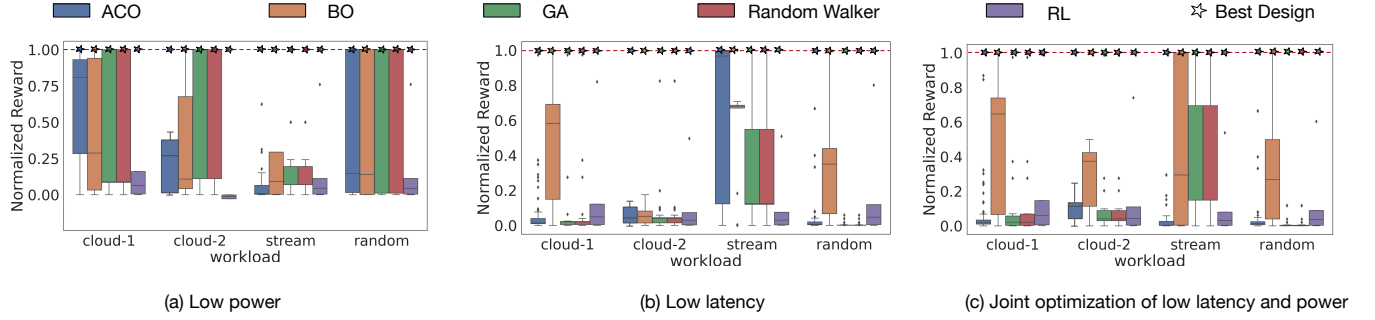 ACO BO GA Random Walker RL Best Design
Normalized Reward
1.00
0.75
0.50
0.25
0.00
cloud-1 cloud-2 stream random
workload
(a) Low power
Normalized Reward
1.0
0.8
0.6
0.4
0.2
0.0
cloud-1 cloud-2 stream random
workload
(b) Low latency
Normalized Reward
1.0
0.8
0.6
0.4
0.2
0.0
cloud-1 cloud-2 stream random
workload
(c) Joint optimization of low latency and power